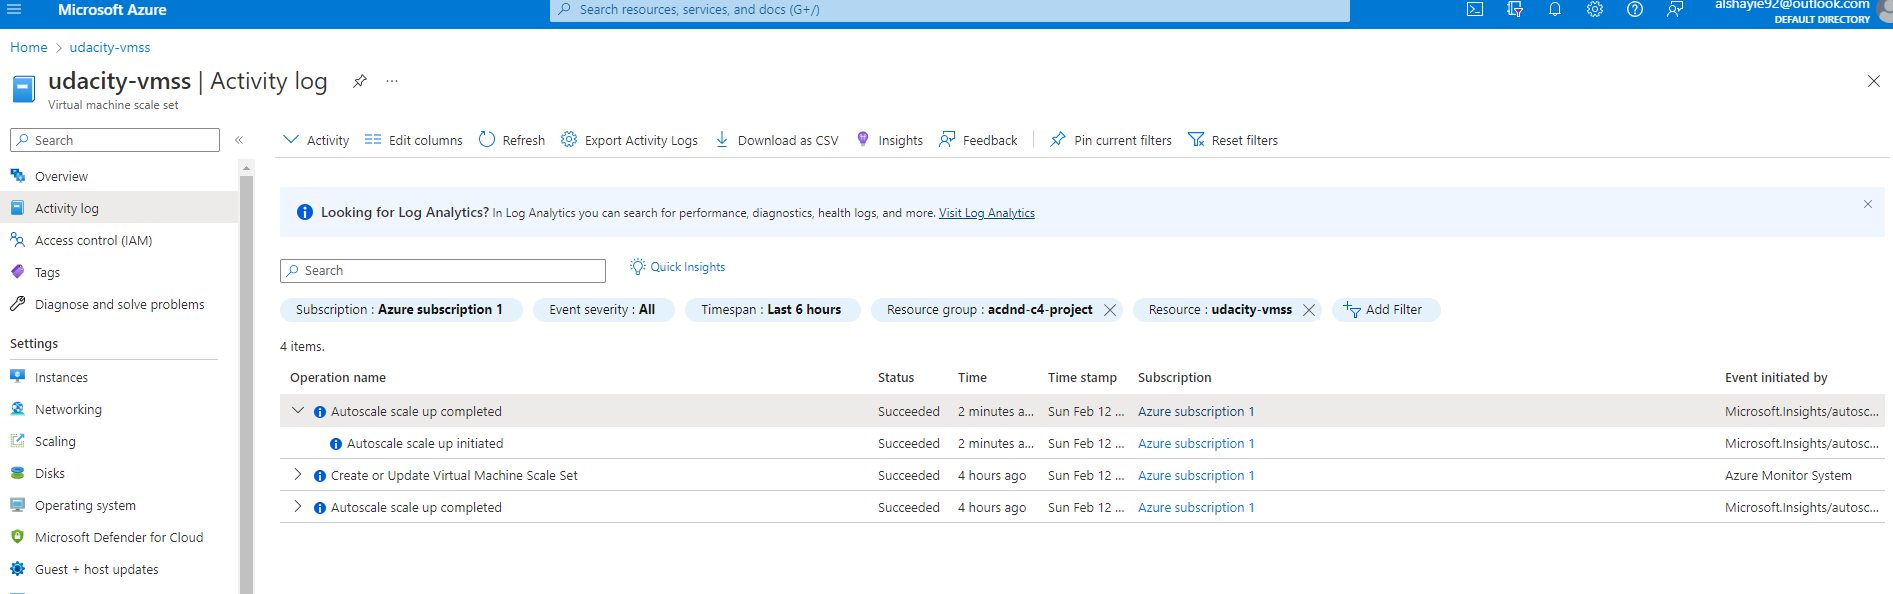 Microsoft Azure
Search resources, services, and docs (G+/)
alshayie92@outlook.com
DEFAULT DIRECTORY
Home > udacity-vmss
udacity-vmss | Activity log
Virtual machine scale set
Search
Overview
Activity log
Access control (IAM)
Tags
Diagnose and solve problems
Settings
Instances
Networking
Scaling
Disks
Operating system
Microsoft Defender for Cloud
Guest + host updates
Activity Edit columns Refresh Export Activity Logs Download as CSV Insights Feedback Pin current filters Reset filters
Looking for Log Analytics? In Log Analytics you can search for performance, diagnostics, health logs, and more. Visit Log Analytics
Search Quick Insights
Subscription : Azure subscription 1 Event severity : All Timespan : Last 6 hours Resource group : acdnd-c4-project Resource : udacity-vmss Add Filter
4 items.
Operation name Status Time Time stamp Subscription Event initiated by
Autoscale scale up completed Succeeded 2 minutes a... Sun Feb 12 ... Azure subscription 1 Microsoft.Insights/autosc...
Autoscale scale up initiated Succeeded 2 minutes a... Sun Feb 12 ... Azure subscription 1 Microsoft.Insights/autosc...
Create or Update Virtual Machine Scale Set Succeeded 4 hours ago Sun Feb 12 ... Azure subscription 1 Azure Monitor System
Autoscale scale up completed Succeeded 4 hours ago Sun Feb 12 ... Azure subscription 1 Microsoft.Insights/autosc...